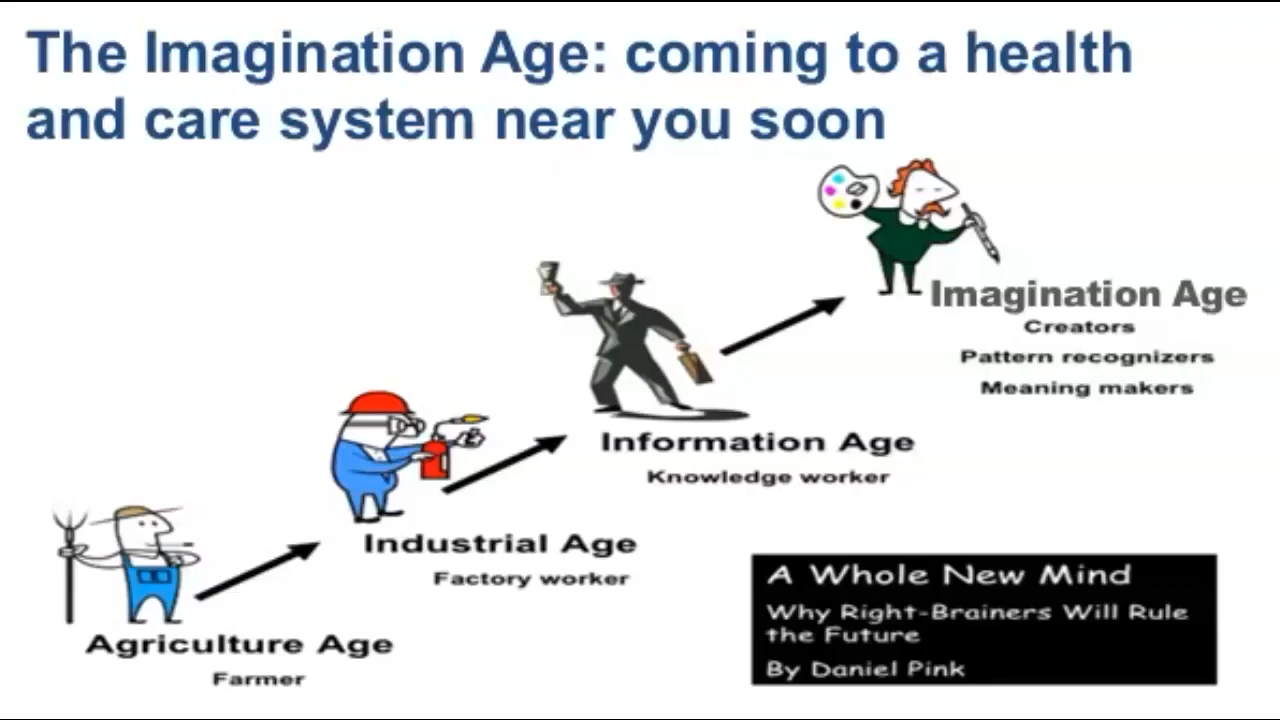 The Imagination Age: coming to a health
and care system near you soon
Imagination Age
Creators
Pattern recognizers
Meaning makers
Information Age
Knowledge worker
Industrial Age
Factory worker
Agriculture Age
Farmer
A Whole New Mind
Why Right-Brainers Will Rule
the Future
By Daniel Pink